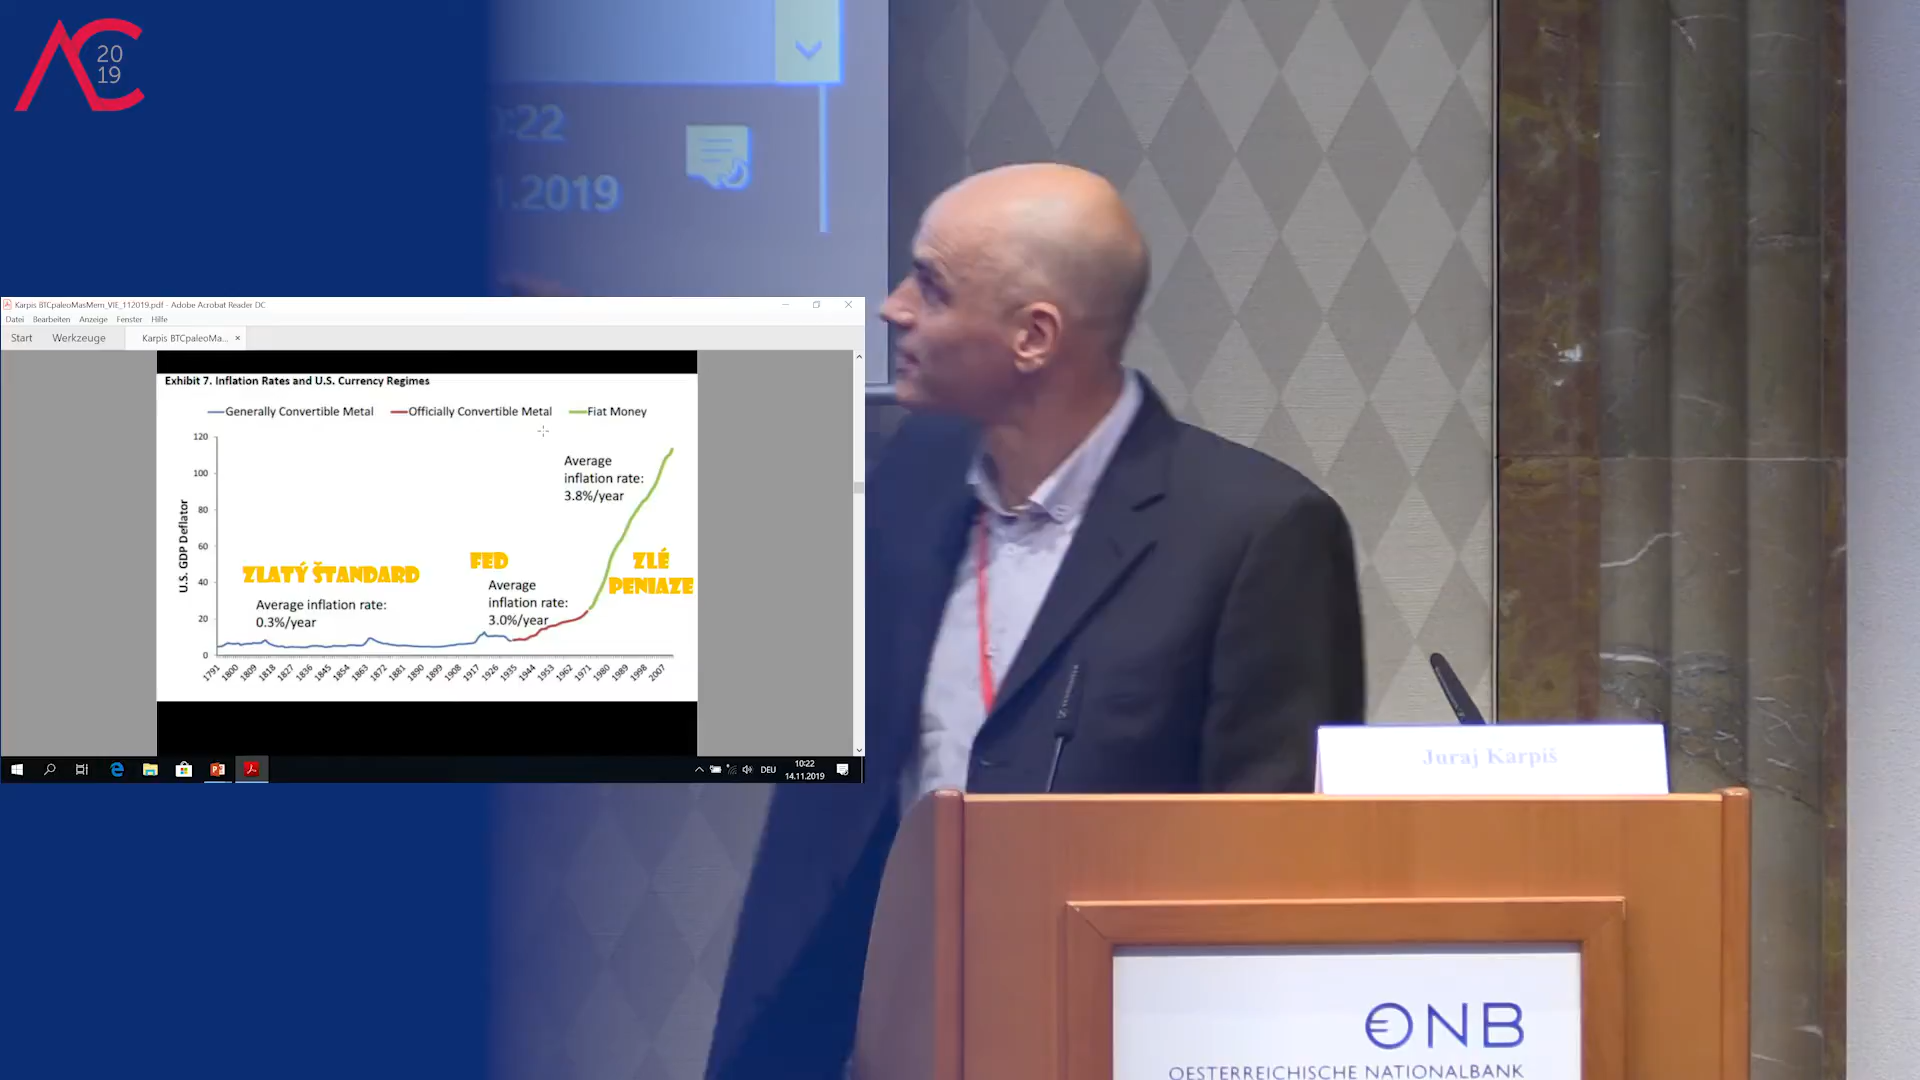 AC
20
19
:22
1.2019
Karpis BTCpaleoMasMem_VIE_112019.pdf - Adobe Acrobat Reader DC
Datei Bearbeiten Anzeige Fenster Hilfe
Start Werkzeuge Karpis BTCpaleoMa... ×
Exhibit 7. Inflation Rates and U.S. Currency Regimes
Generally Convertible Metal Officially Convertible Metal Fiat Money
U.S. GDP Deflator
120
100
80
60
40
20
0
Average
inflation rate:
3.8%/year
ZLATÝ ŠTANDARD
Average inflation rate:
0.3%/year
FED
Average
inflation rate:
3.0%/year
ZLÉ
PENIAZE
1791 1800 1809 1818 1827 1836 1845 1854 1863 1872 1881 1890 1899 1908 1917 1926 1935 1944 1953 1962 1971 1980 1989 1998 2007
DEU
10:22
14.11.2019
Juraj Karpiš
ONB
OESTERREICHISCHE NATIONALBANK